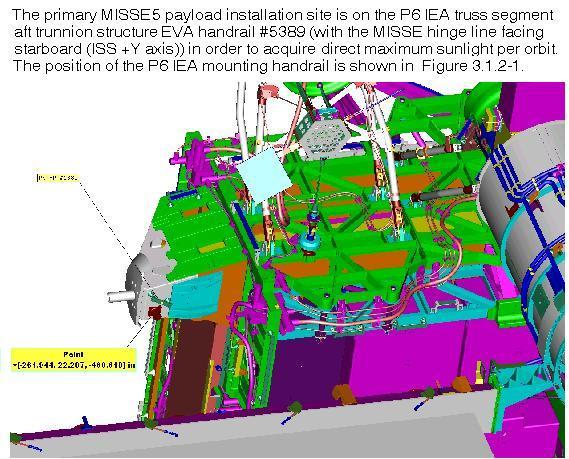 The primary MISSE5 payload installation site is on the P6 IEA truss segment
aft trunnion structure EVA handrail #5389 (with the MISSE hinge line facing
starboard (ISS +Y axis)) in order to acquire direct maximum sunlight per orbit.
The position of the P6 IEA mounting handrail is shown in Figure 3.1.2-1.
Point
in